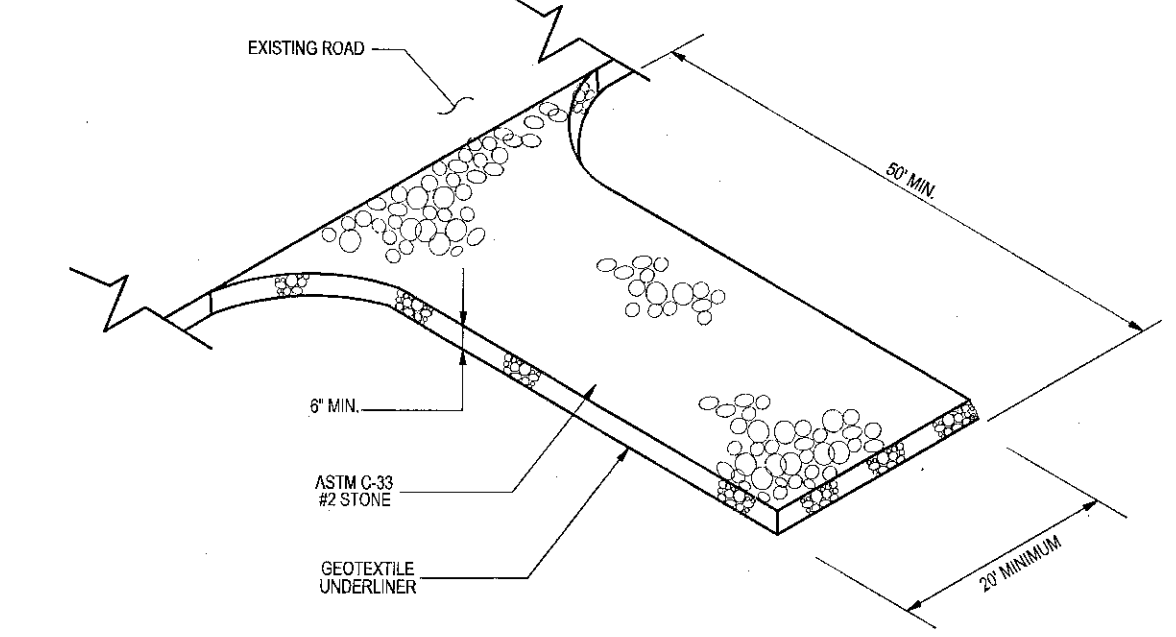 EXISTING ROAD
50' MIN.
6" MIN.
ASTM C-33
#2 STONE
GEOTEXTILE
UNDERLINER
20' MINIMUM